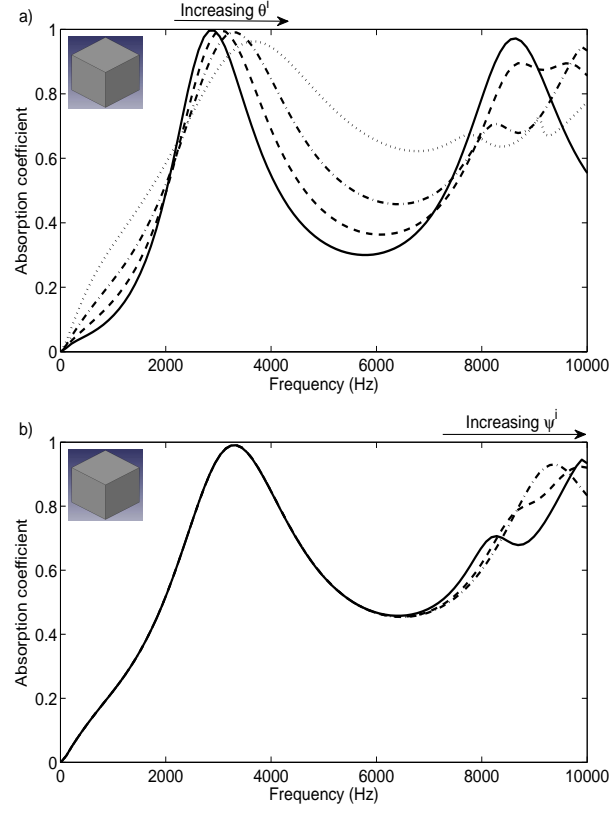 a)
Increasing θⁱ
1
0.8
0.6
0.4
0.2
0
Absorption coefficient
0 2000 4000 6000 8000 10000
Frequency (Hz)
b)
Increasing ψⁱ
1
0.8
0.6
0.4
0.2
0
Absorption coefficient
0 2000 4000 6000 8000 10000
Frequency (Hz)